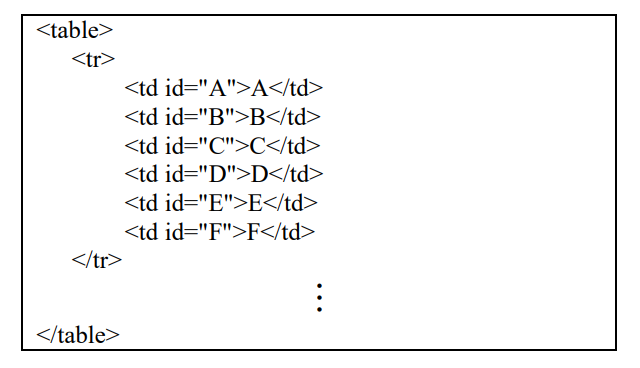 <table>
<tr>
<td id="A">A</td>
<td id="B">B</td>
<td id="C">C</td>
<td id="D">D</td>
<td id="E">E</td>
<td id="F">F</td>
</tr>
⋮
</table>